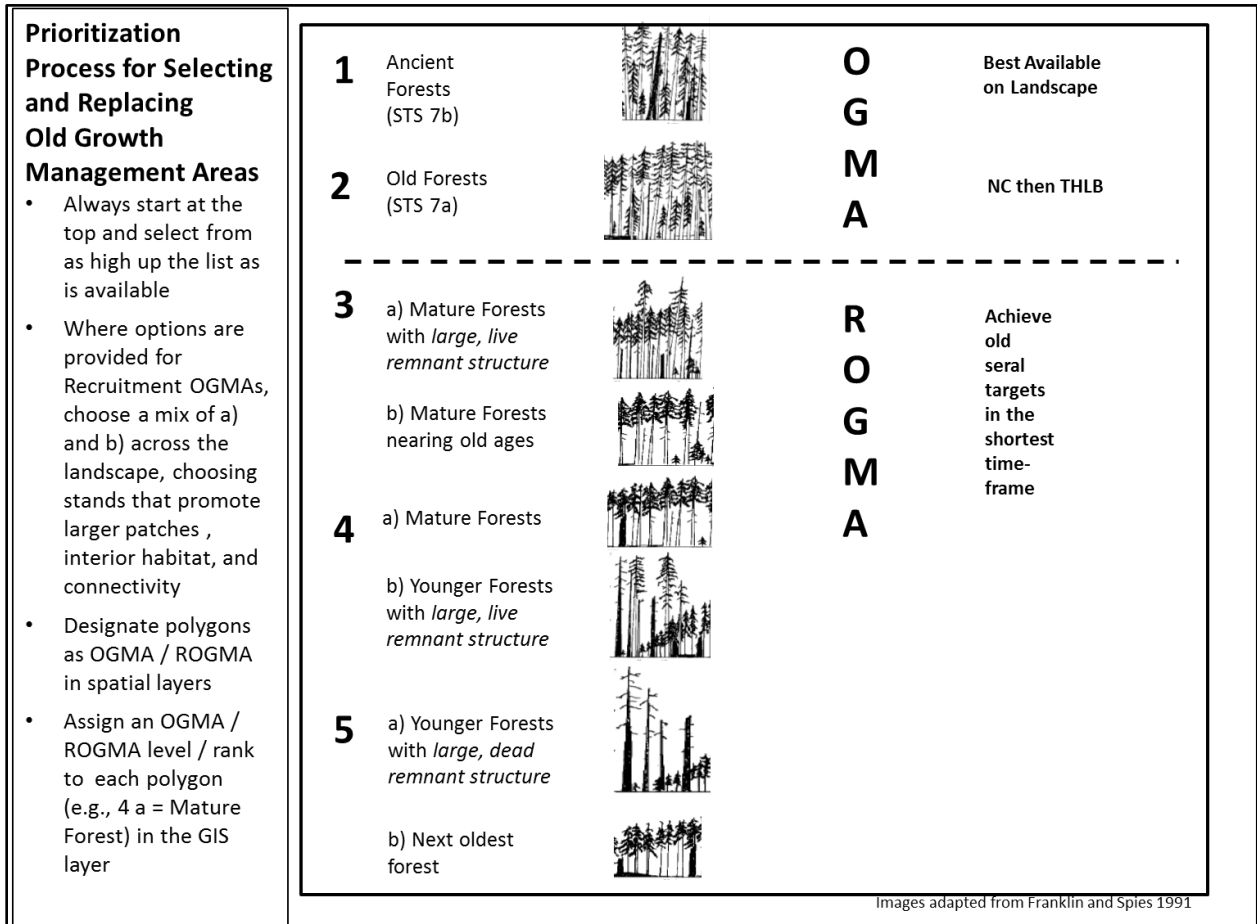 Prioritization
Process for Selecting
and Replacing
Old Growth
Management Areas
• Always start at the
top and select from
as high up the list as
is available
• Where options are
provided for
Recruitment OGMAs,
choose a mix of a)
and b) across the
landscape, choosing
stands that promote
larger patches ,
interior habitat, and
connectivity
• Designate polygons
as OGMA / ROGMA
in spatial layers
• Assign an OGMA /
ROGMA level / rank
to each polygon
(e.g., 4 a = Mature
Forest) in the GIS
layer
1
Ancient
Forests
(STS 7b)
2
Old Forests
(STS 7a)
O
G
M
A
Best Available
on Landscape
NC then THLB
3
a) Mature Forests
with large, live
remnant structure
b) Mature Forests
nearing old ages
4
a) Mature Forests
b) Younger Forests
with large, live
remnant structure
5
a) Younger Forests
with large, dead
remnant structure
b) Next oldest
forest
R
O
G
M
A
Achieve
old
seral
targets
in the
shortest
time-
frame
Images adapted from Franklin and Spies 1991